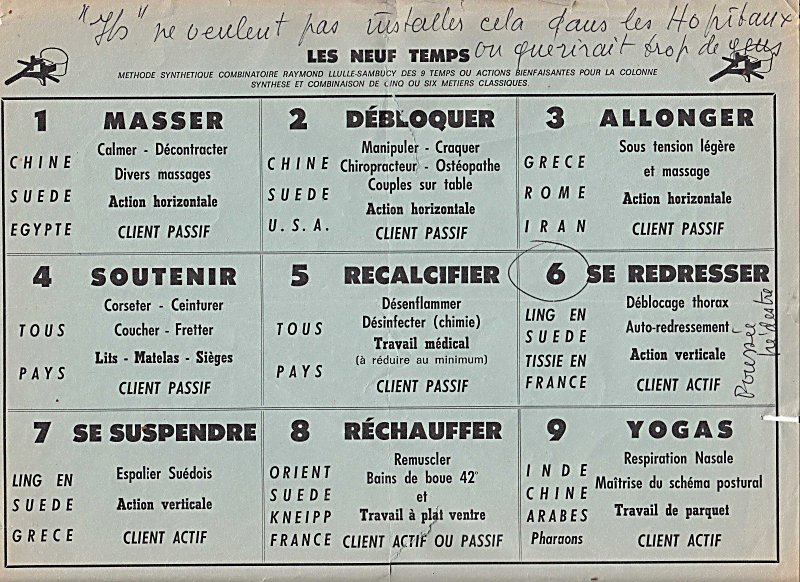 "Ils" ne veulent pas installer cela dans les Hopitaux
LES NEUF TEMPS
on guérirait trop de gens
METHODE SYNTHETIQUE COMBINATOIRE RAYMOND LLULLE-SAMBUCY DES 9 TEMPS OU ACTIONS BIENFAISANTES POUR LA COLONNE
SYNTHESE ET COMBINAISON DE CINQ OU SIX METIERS CLASSIQUES.
1 MASSER
CHINE
SUEDE
EGYPTE
Calmer - Décontracter
Divers massages
Action horizontale
CLIENT PASSIF
2 DÉBLOQUER
CHINE
SUEDE
U.S.A.
Manipuler - Craquer
Chiropracteur - Ostéopathe
Couples sur table
Action horizontale
CLIENT PASSIF
3 ALLONGER
GRECE
ROME
IRAN
Sous tension légère
et massage
Action horizontale
CLIENT PASSIF
4 SOUTENIR
TOUS
PAYS
Corseter - Ceinturer
Coucher - Fretter
Lits - Matelas - Sièges
CLIENT PASSIF
5 RECALCIFIER
TOUS
PAYS
Désenflammer
Désinfecter (chimie)
Travail médical
(à réduire au minimum)
CLIENT PASSIF
6 SE REDRESSER
LING EN
SUEDE
TISSIE EN
FRANCE
Déblocage thorax
Auto-redressement
Action verticale
CLIENT ACTIF
Poussée
pédestre
7 SE SUSPENDRE
LING EN
SUEDE
GRECE
Espalier Suédois
Action verticale
CLIENT ACTIF
8 RÉCHAUFFER
ORIENT
SUEDE
KNEIPP
FRANCE
Remuscler
Bains de boue 42°
et
Travail à plat ventre
CLIENT ACTIF OU PASSIF
9 YOGAS
INDE
CHINE
ARABES
Pharaons
Respiration Nasale
Maîtrise du schéma postural
Travail de parquet
CLIENT ACTIF